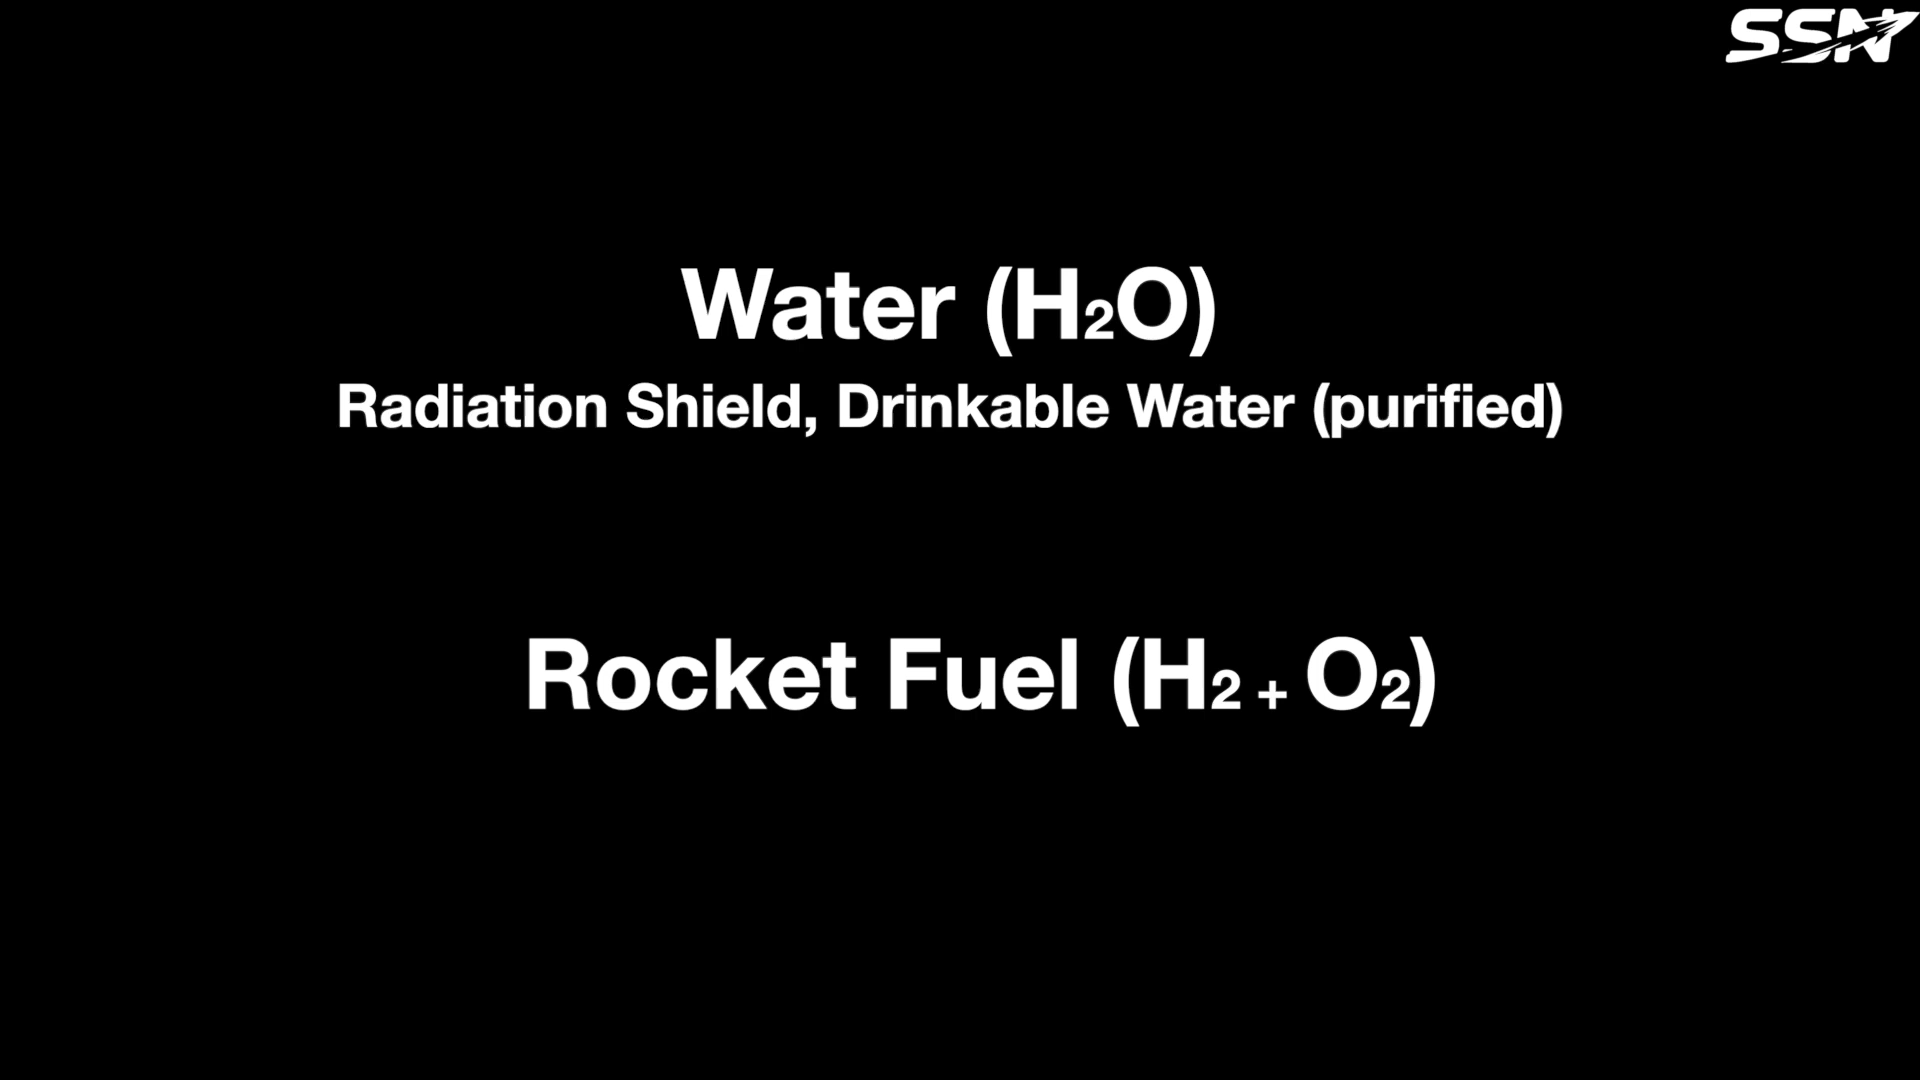 SSN
Water (H₂O)
Radiation Shield, Drinkable Water (purified)
Rocket Fuel (H₂ + O₂)